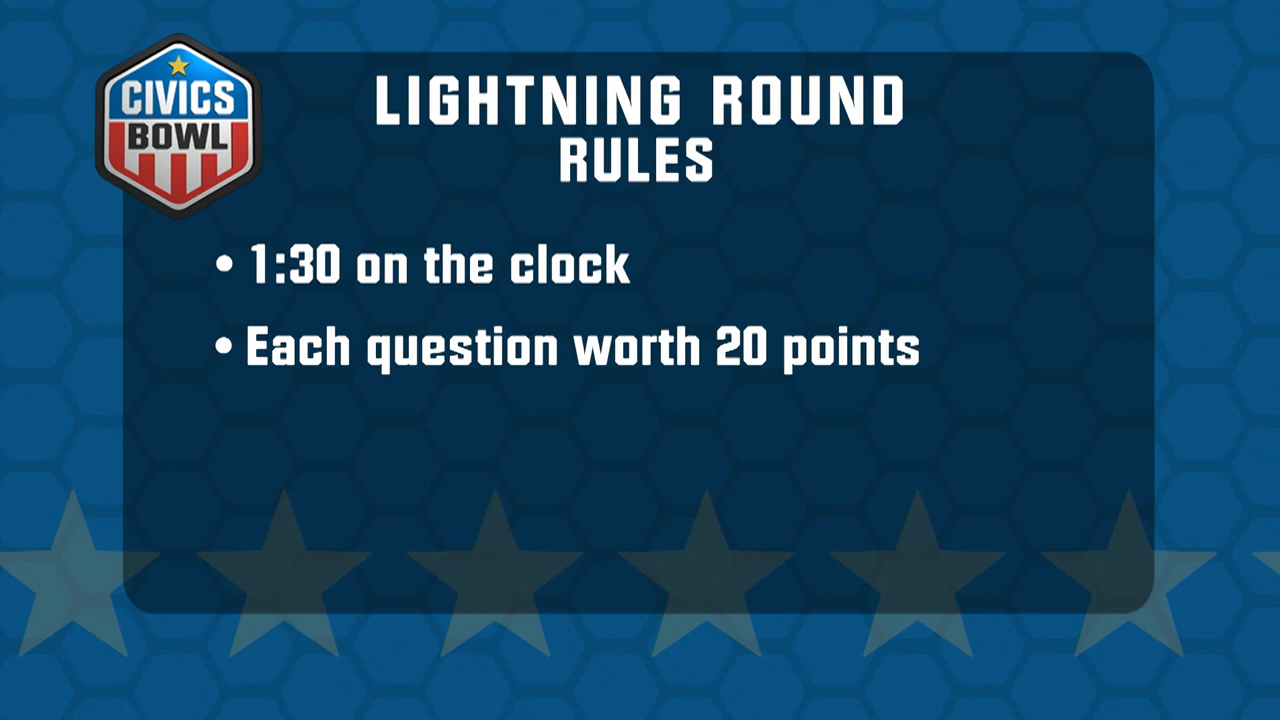 CIVICS
BOWL
LIGHTNING ROUND
RULES
• 1:30 on the clock
• Each question worth 20 points